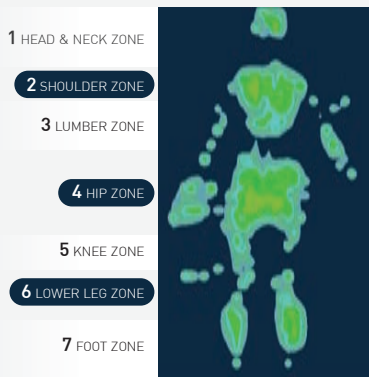 1 HEAD & NECK ZONE
2 SHOULDER ZONE
3 LUMBER ZONE
4 HIP ZONE
5 KNEE ZONE
6 LOWER LEG ZONE
7 FOOT ZONE